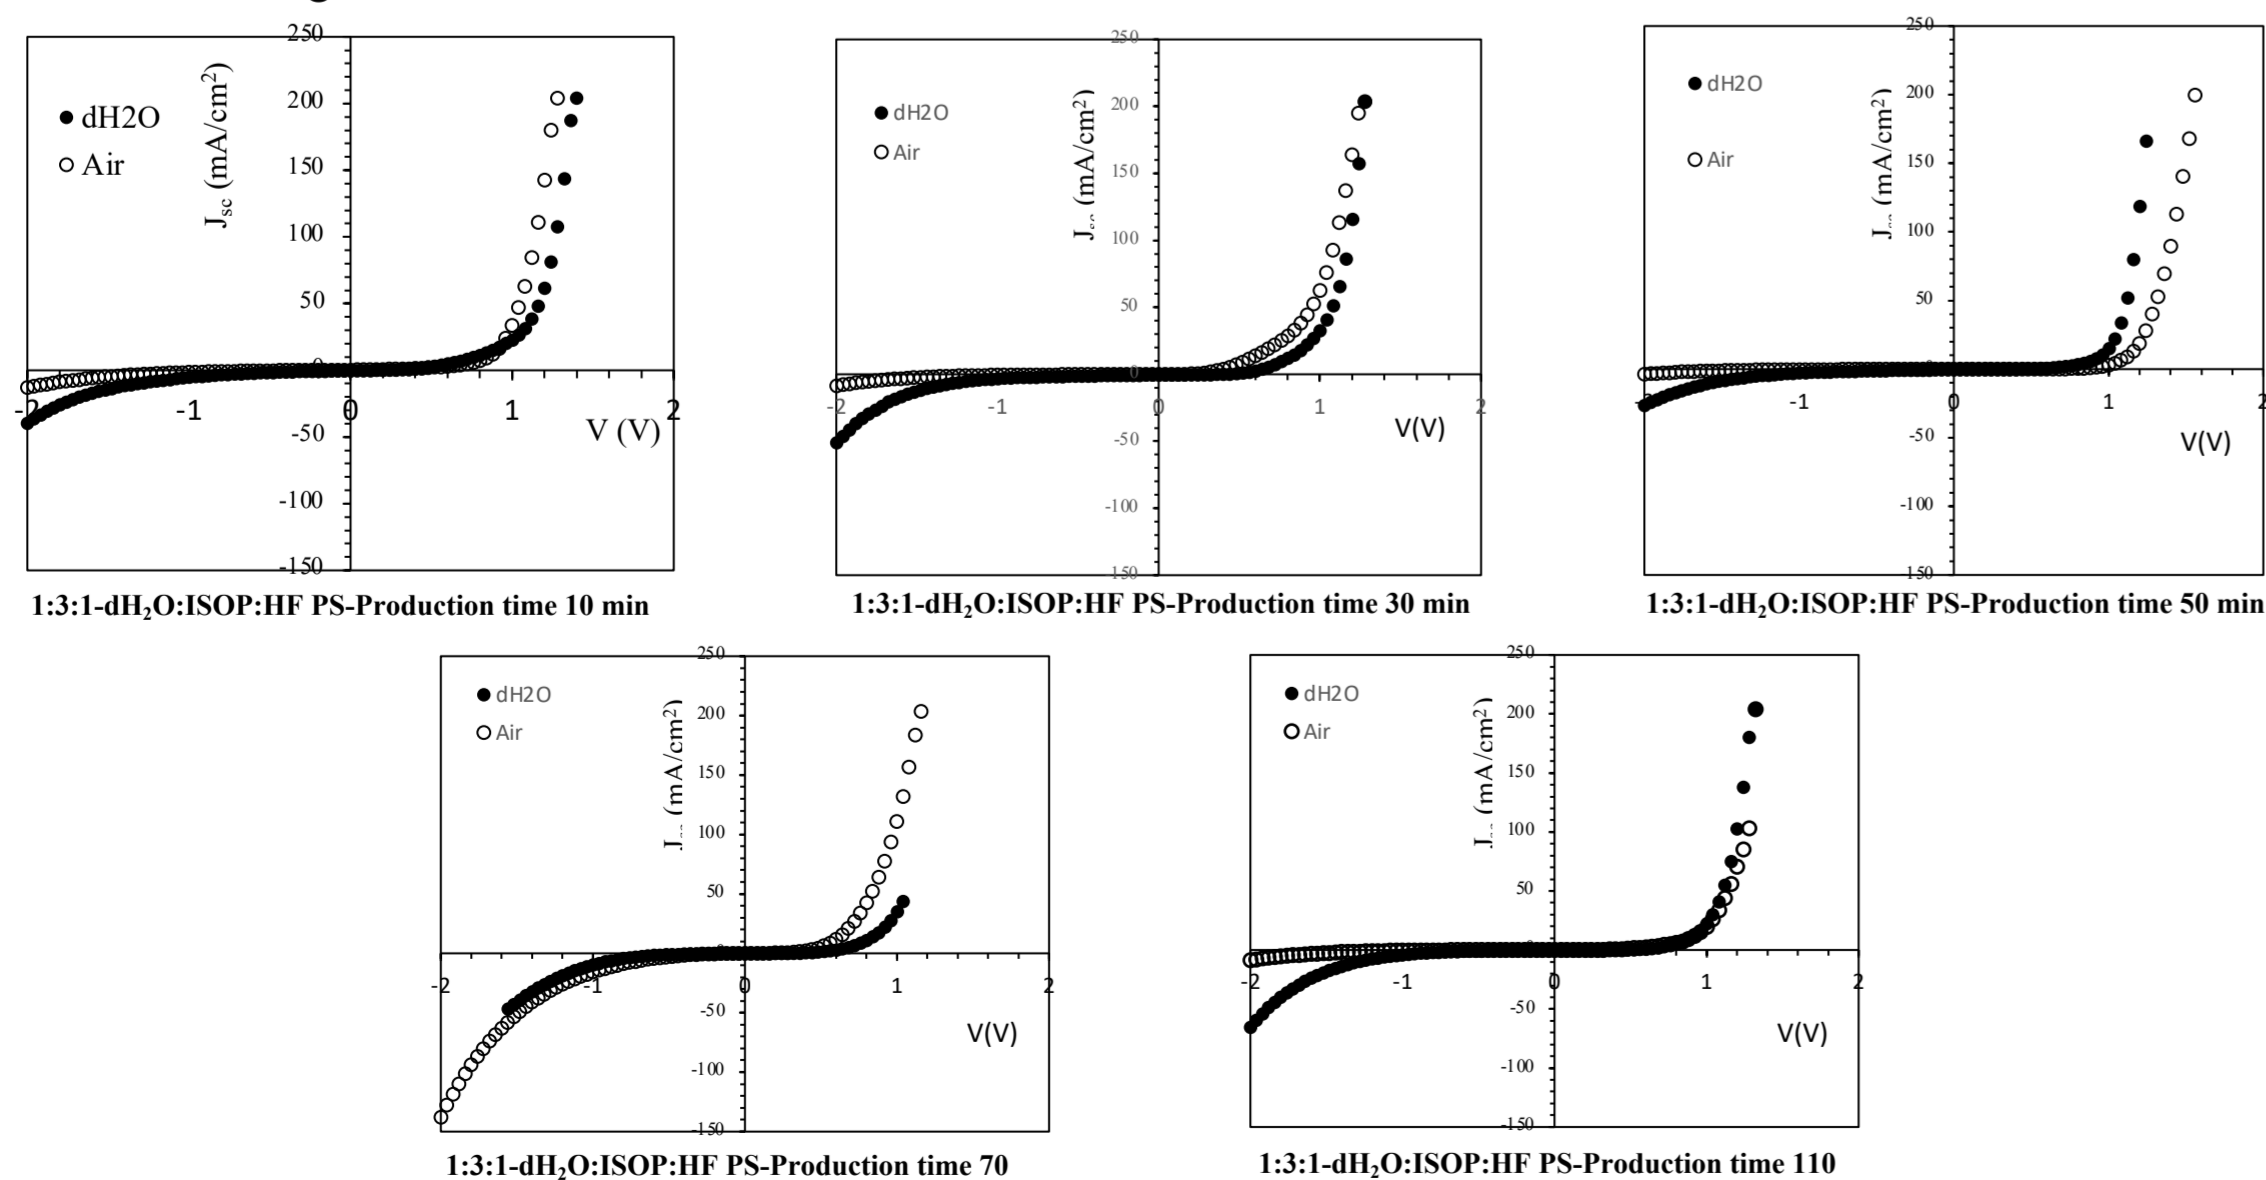 250
200
150
100
50
0
-50
-100
-150
-2
-1
0
1
2
dH2O
Air
J_sc (mA/cm²)
V (V)
1:3:1-dH₂O:ISOP:HF PS-Production time 10 min
250
200
150
100
50
0
-50
-100
-2
-1
0
1
2
dH2O
Air
(mA/cm²)
V(V)
1:3:1-dH₂O:ISOP:HF PS-Production time 30 min
250
200
150
100
50
0
-50
-100
-1
0
1
2
dH2O
Air
(mA/cm²)
V(V)
1:3:1-dH₂O:ISOP:HF PS-Production time 50 min
250
200
150
100
50
0
-50
-100
-150
-2
-1
0
1
2
dH2O
Air
(mA/cm²)
V(V)
1:3:1-dH₂O:ISOP:HF PS-Production time 70
250
200
150
100
50
0
-50
-100
-150
-2
-1
0
1
2
dH2O
Air
(mA/cm²)
V(V)
1:3:1-dH₂O:ISOP:HF PS-Production time 110